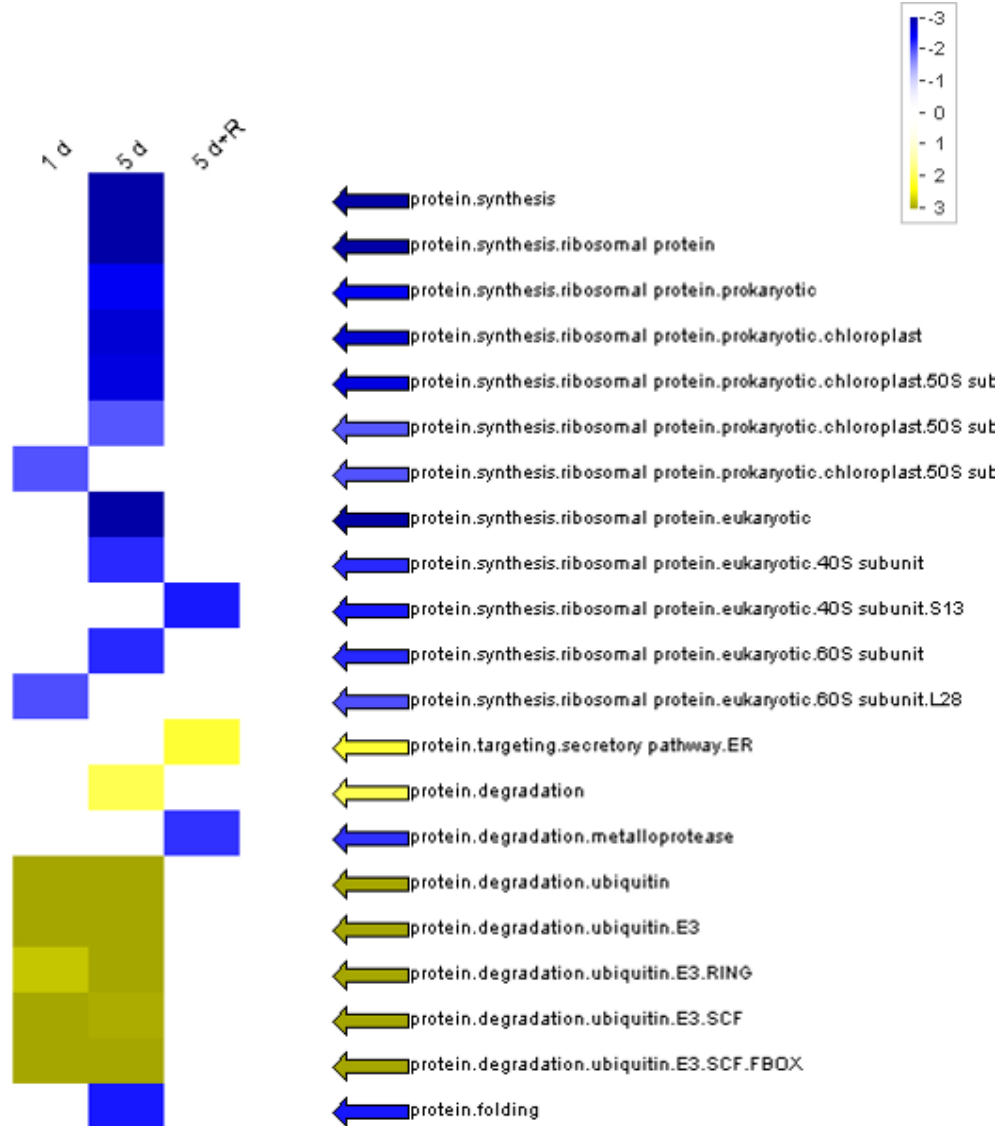 -3
-2
-1
0
1
2
3
1 d
5 d
5 d+R
protein.synthesis
protein.synthesis.ribosomal protein
protein.synthesis.ribosomal protein.prokaryotic
protein.synthesis.ribosomal protein.prokaryotic.chloroplast
protein.synthesis.ribosomal protein.prokaryotic.chloroplast.50S sub
protein.synthesis.ribosomal protein.prokaryotic.chloroplast.50S sub
protein.synthesis.ribosomal protein.prokaryotic.chloroplast.50S sub
protein.synthesis.ribosomal protein.eukaryotic
protein.synthesis.ribosomal protein.eukaryotic.40S subunit
protein.synthesis.ribosomal protein.eukaryotic.40S subunit.S13
protein.synthesis.ribosomal protein.eukaryotic.60S subunit
protein.synthesis.ribosomal protein.eukaryotic.60S subunit.L28
protein.targeting.secretory pathway.ER
protein.degradation
protein.degradation.metalloprotease
protein.degradation.ubiquitin
protein.degradation.ubiquitin.E3
protein.degradation.ubiquitin.E3.RING
protein.degradation.ubiquitin.E3.SCF
protein.degradation.ubiquitin.E3.SCF.FBOX
protein.folding